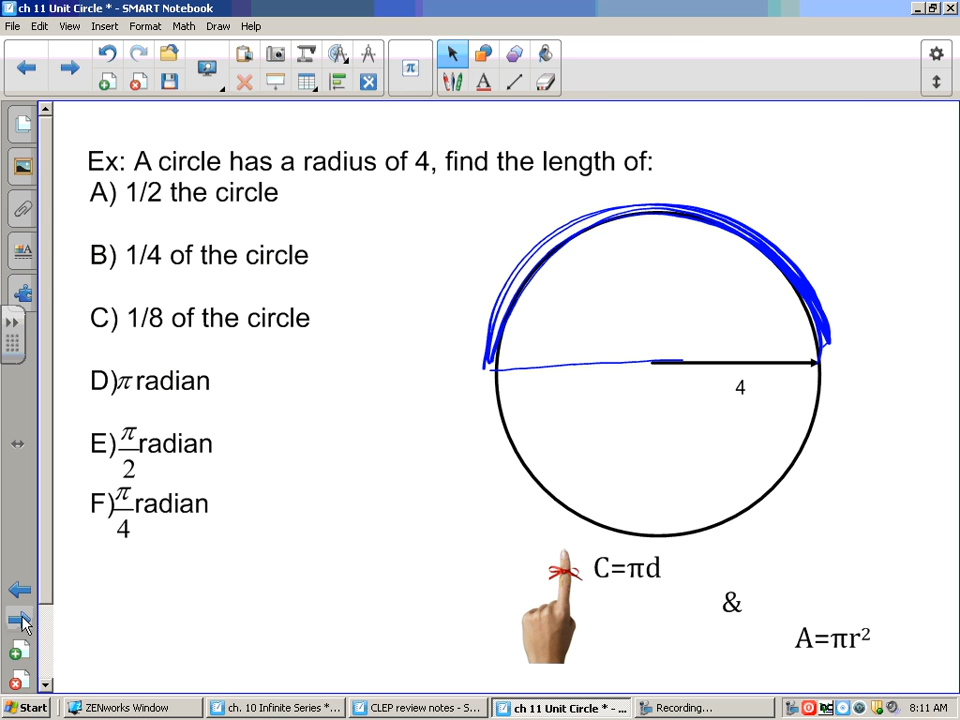 ch 11 Unit Circle * - SMART Notebook
File Edit View Insert Format Math Draw Help
π
A
Ex: A circle has a radius of 4, find the length of:
A) 1/2 the circle
B) 1/4 of the circle
C) 1/8 of the circle
D)π radian
E)π/2 radian
F)π/4 radian
4
C=πd
&
A=πr²
Start ZENworks Window ch. 10 Infinite Series *... CLEP review notes - S... ch 11 Unit Circle * - ... Recording... 8:11 AM